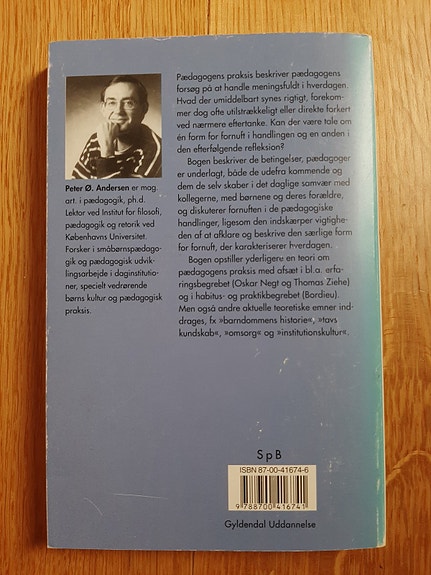 Peter Ø. Andersen er mag.
art. i pædagogik, ph.d.
Lektor ved Institut for filosofi,
pædagogik og retorik ved
Københavns Universitet.
Forsker i småbørnspædago-
gik og pædagogisk udvik-
lingsarbejde i daginstitutio-
ner, specielt vedrørende
børns kultur og pædagogisk
praksis.
Pædagogens praksis beskriver pædagogens
forsøg på at handle meningsfuldt i hverdagen.
Hvad der umiddelbart synes rigtigt, forekom-
mer dog ofte utilstrækkeligt eller direkte forkert
ved nærmere eftertanke. Kan der være tale om
én form for fornuft i handlingen og en anden i
den efterfølgende refleksion?
Bogen beskriver de betingelser, pædagoger
er underlagt, både de udefra kommende og
dem de selv skaber i det daglige samvær med
kollegerne, med børnene og deres forældre,
og diskuterer fornuften i de pædagogiske
handlinger, ligesom den indskærper vigtighe-
den af at afklare og beskrive den særlige form
for fornuft, der karakteriserer hverdagen.
Bogen opstiller yderligere en teori om
pædagogens praksis med afsæt i bl.a. erfa-
ringsbegrebet (Oskar Negt og Thomas Ziehe)
og i habitus- og praktikbegrebet (Bordieu).
Men også andre aktuelle teoretiske emner ind-
drages, fx »barndommens historie«, »tavs
kundskab«, »omsorg« og »institutionskultur«.
SpB
ISBN 87-00-41674-6
9 788700 416741
Gyldendal Uddannelse